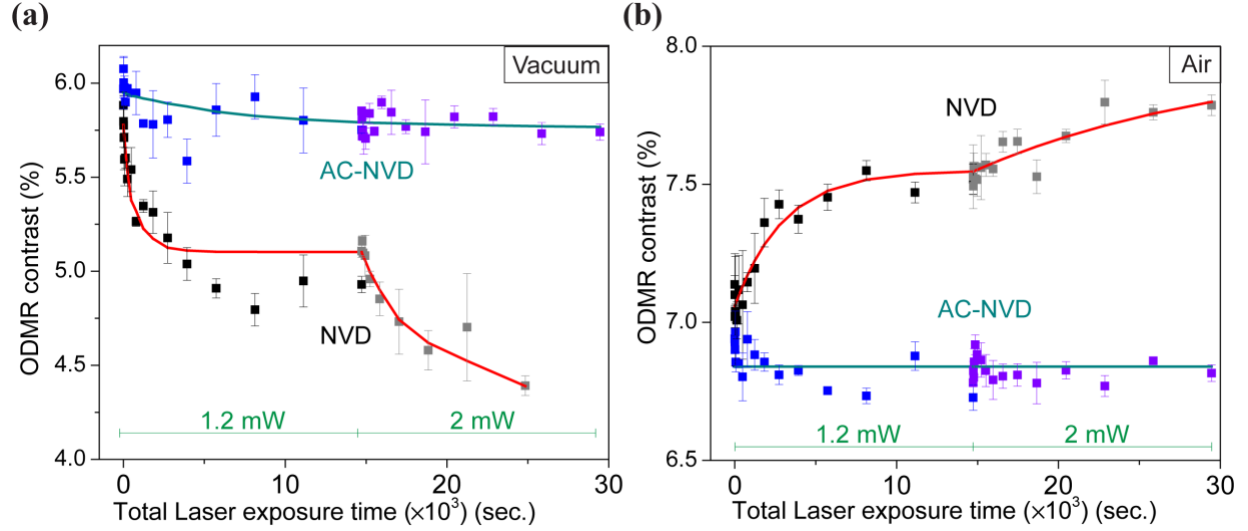 (a)
Vacuum
6.0
5.5
5.0
4.5
4.0
ODMR contrast (%)
AC-NVD
NVD
1.2 mW
2 mW
0
10
20
30
Total Laser exposure time (×10³) (sec.)
(b)
Air
8.0
7.5
7.0
6.5
ODMR contrast (%)
NVD
AC-NVD
1.2 mW
2 mW
0
10
20
30
Total Laser exposure time (×10³) (sec.)